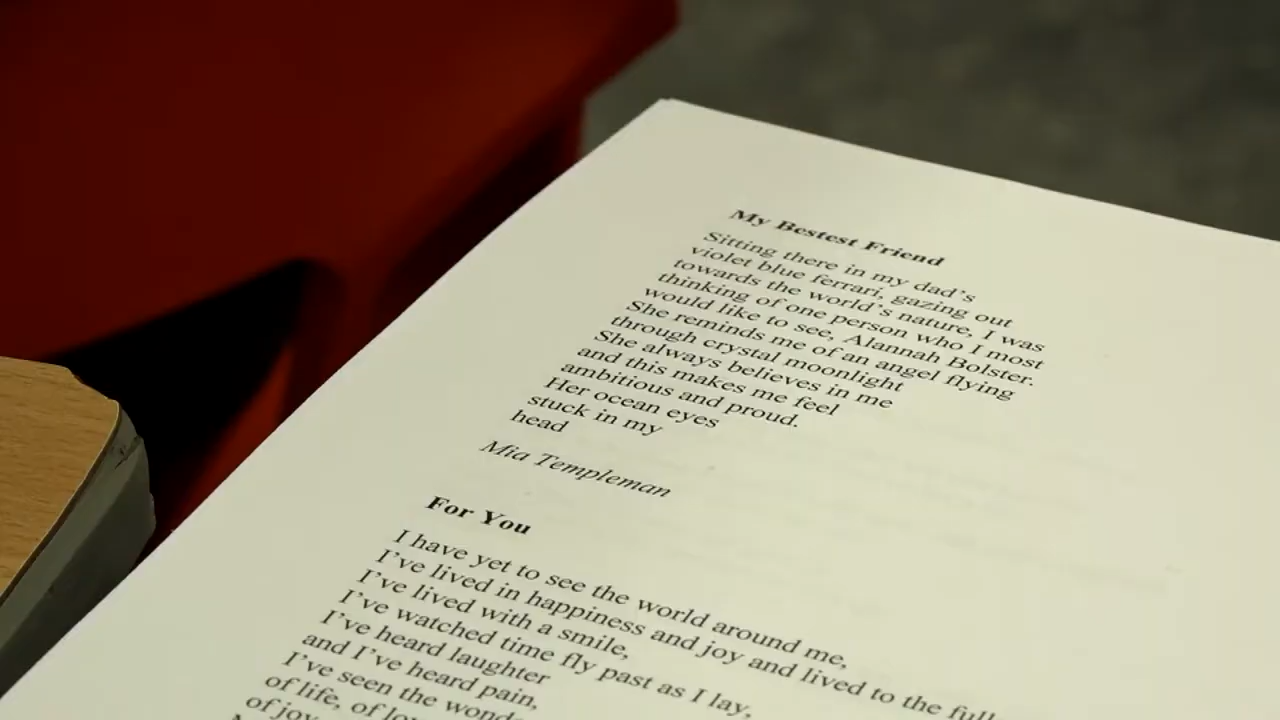 My Bestest Friend
Sitting there in my dad's
violet blue ferrari, gazing out
towards the world's nature, I was
thinking of one person who I most
would like to see, Alannah Bolster.
She reminds me of an angel flying
through crystal moonlight
She always believes in me
and this makes me feel
ambitious and proud.
Her ocean eyes
stuck in my
head
Mia Templeman
For You
I have yet to see the world around me,
I've lived in happiness and joy and lived to the full
I've lived with a smile,
I've watched time fly past as I lay,
I've heard laughter
and I've heard pain,
I've seen the
of life, of
of joy